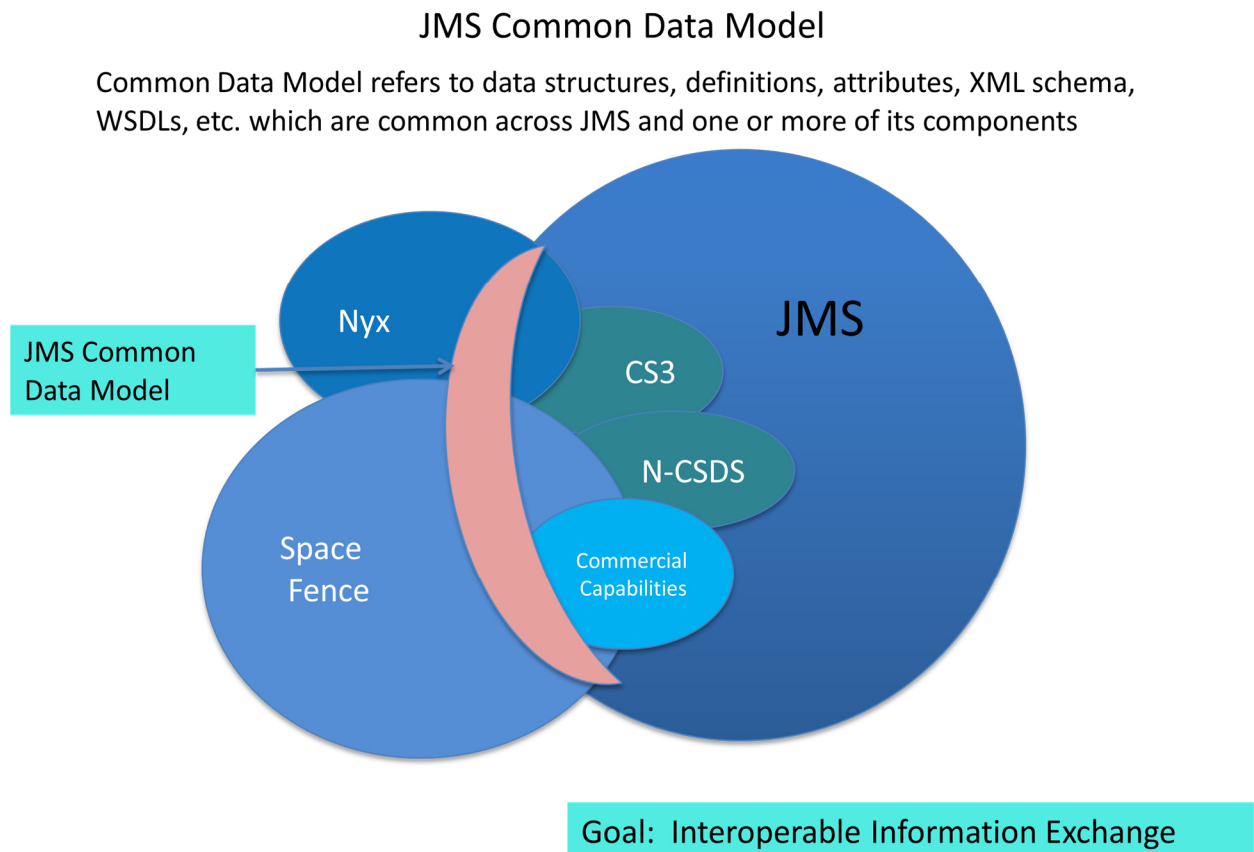 JMS Common Data Model
Common Data Model refers to data structures, definitions, attributes, XML schema,
WSDLs, etc. which are common across JMS and one or more of its components
Nyx
JMS
JMS Common
Data Model
CS3
N-CSDS
Space
Fence
Commercial
Capabilities
Goal:  Interoperable Information Exchange